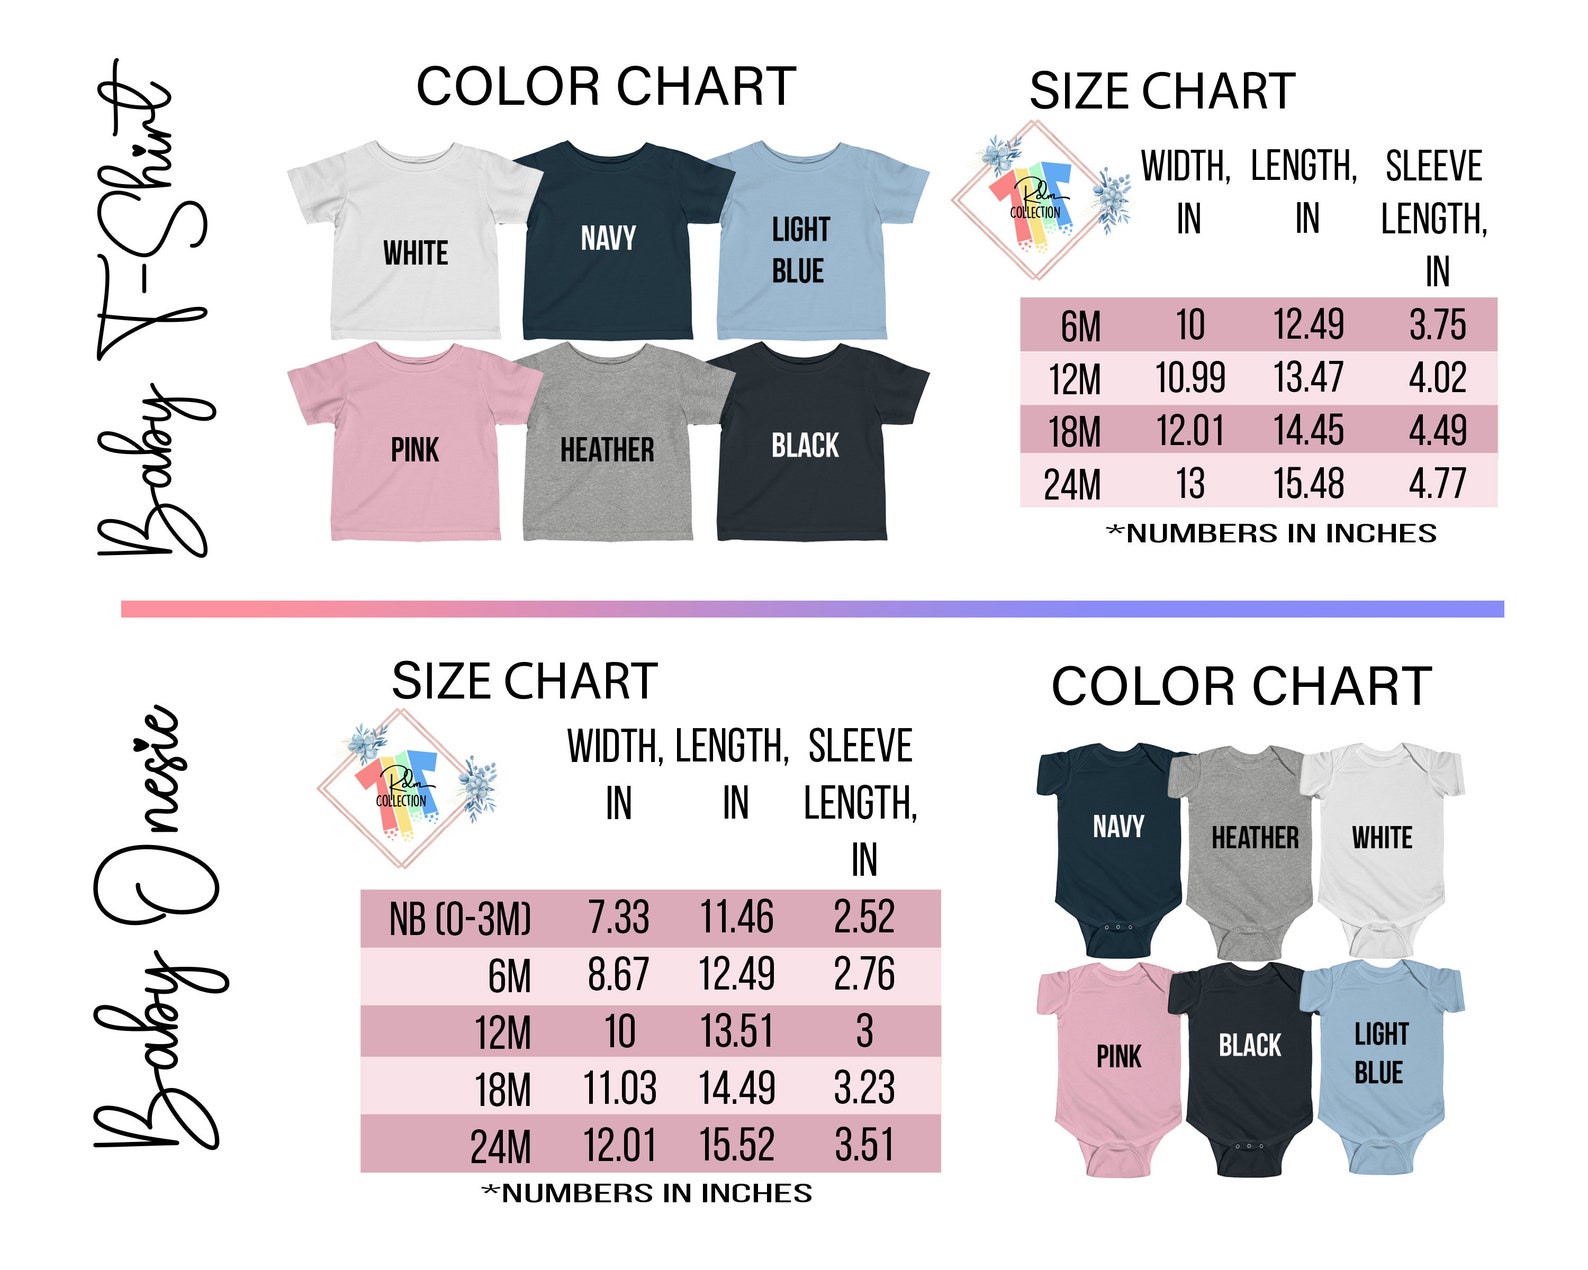 Baby T-Shirt
COLOR CHART
WHITE
NAVY
LIGHT
BLUE
PINK
HEATHER
BLACK
SIZE CHART
Rdm
COLLECTION
WIDTH, LENGTH, SLEEVE
IN IN LENGTH,
IN
6M 10 12.49 3.75
12M 10.99 13.47 4.02
18M 12.01 14.45 4.49
24M 13 15.48 4.77
*NUMBERS IN INCHES
Baby Onesie
SIZE CHART
Rdm
COLLECTION
WIDTH, LENGTH, SLEEVE
IN IN LENGTH,
IN
NB (0-3M) 7.33 11.46 2.52
6M 8.67 12.49 2.76
12M 10 13.51 3
18M 11.03 14.49 3.23
24M 12.01 15.52 3.51
*NUMBERS IN INCHES
COLOR CHART
NAVY
HEATHER
WHITE
PINK
BLACK
LIGHT
BLUE